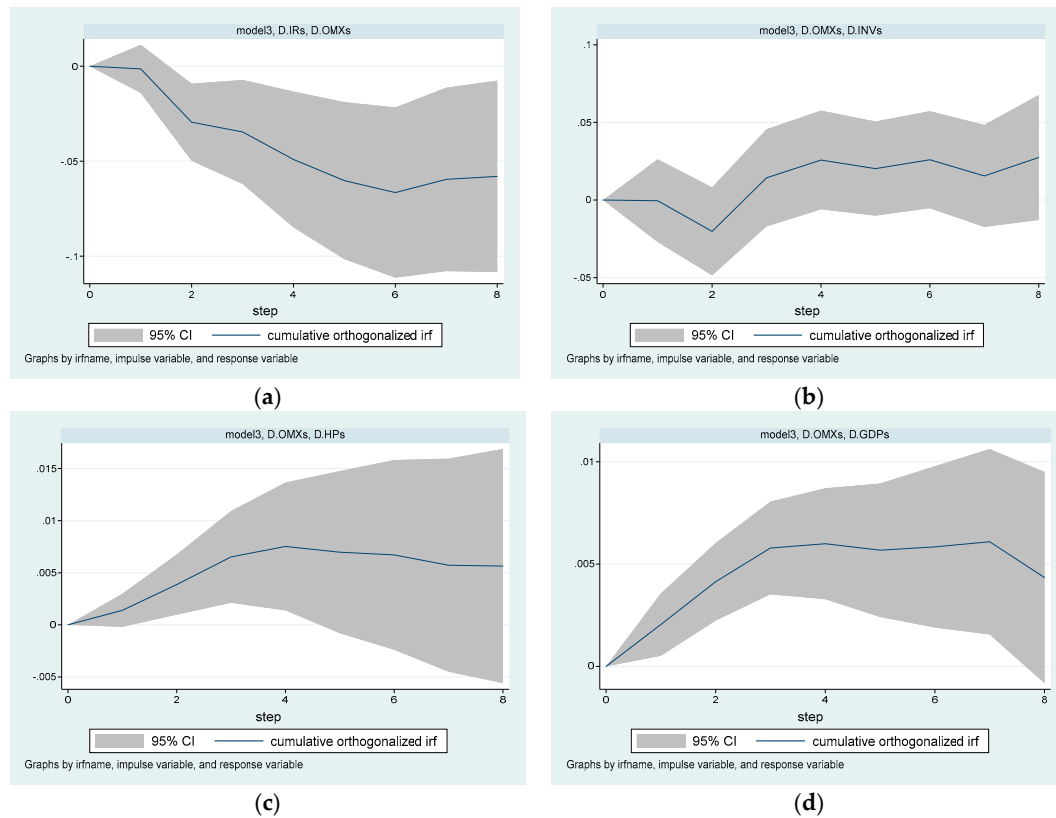 model3, D.IRs, D.OMXs
0
-.05
-.1
0 2 4 6 8
step
95% CI cumulative orthogonalized irf
Graphs by irfname, impulse variable, and response variable
(a)
model3, D.OMXs, D.INVs
.1
.05
0
-.05
0 2 4 6 8
step
95% CI cumulative orthogonalized irf
Graphs by irfname, impulse variable, and response variable
(b)
model3, D.OMXs, D.HPs
.015
.01
.005
0
-.005
0 2 4 6 8
step
95% CI cumulative orthogonalized irf
Graphs by irfname, impulse variable, and response variable
(c)
model3, D.OMXs, D.GDPs
.01
.005
0
0 2 4 6 8
step
95% CI cumulative orthogonalized irf
Graphs by irfname, impulse variable, and response variable
(d)